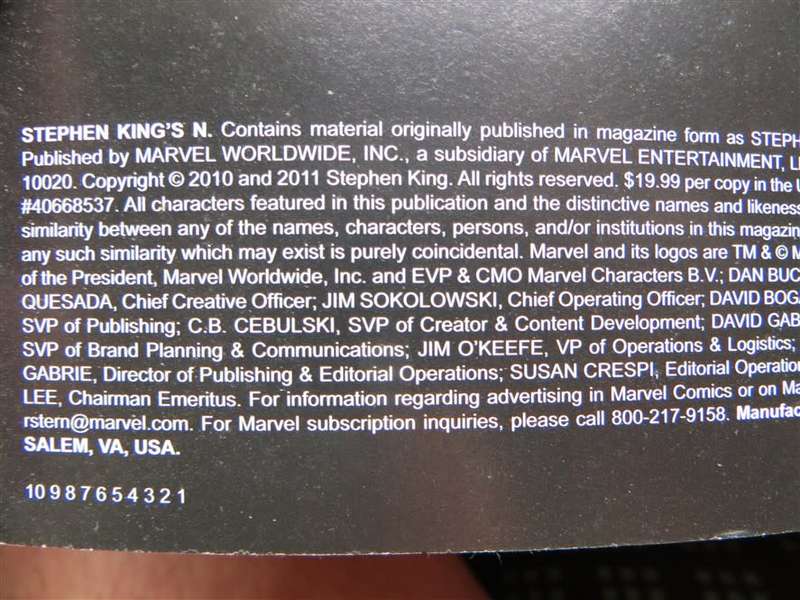 STEPHEN KING'S N. Contains material originally published in magazine form as STEPH
Published by MARVEL WORLDWIDE, INC., a subsidiary of MARVEL ENTERTAINMENT, L
10020. Copyright © 2010 and 2011 Stephen King. All rights reserved. $19.99 per copy in the U
#40668537. All characters featured in this publication and the distinctive names and likeness
similarity between any of the names, characters, persons, and/or institutions in this magazin
any such similarity which may exist is purely coincidental. Marvel and its logos are TM & © M
of the President, Marvel Worldwide, Inc. and EVP & CMO Marvel Characters B.V.; DAN BUC
QUESADA, Chief Creative Officer; JIM SOKOLOWSKI, Chief Operating Officer; DAVID BOGA
SVP of Publishing; C.B. CEBULSKI, SVP of Creator & Content Development; DAVID GAB
SVP of Brand Planning & Communications; JIM O'KEEFE, VP of Operations & Logistics;
GABRIE, Director of Publishing & Editorial Operations; SUSAN CRESPI, Editorial Operation
LEE, Chairman Emeritus. For information regarding advertising in Marvel Comics or on Ma
rstern@marvel.com. For Marvel subscription inquiries, please call 800-217-9158. Manufac
SALEM, VA, USA.
10 9 8 7 6 5 4 3 2 1